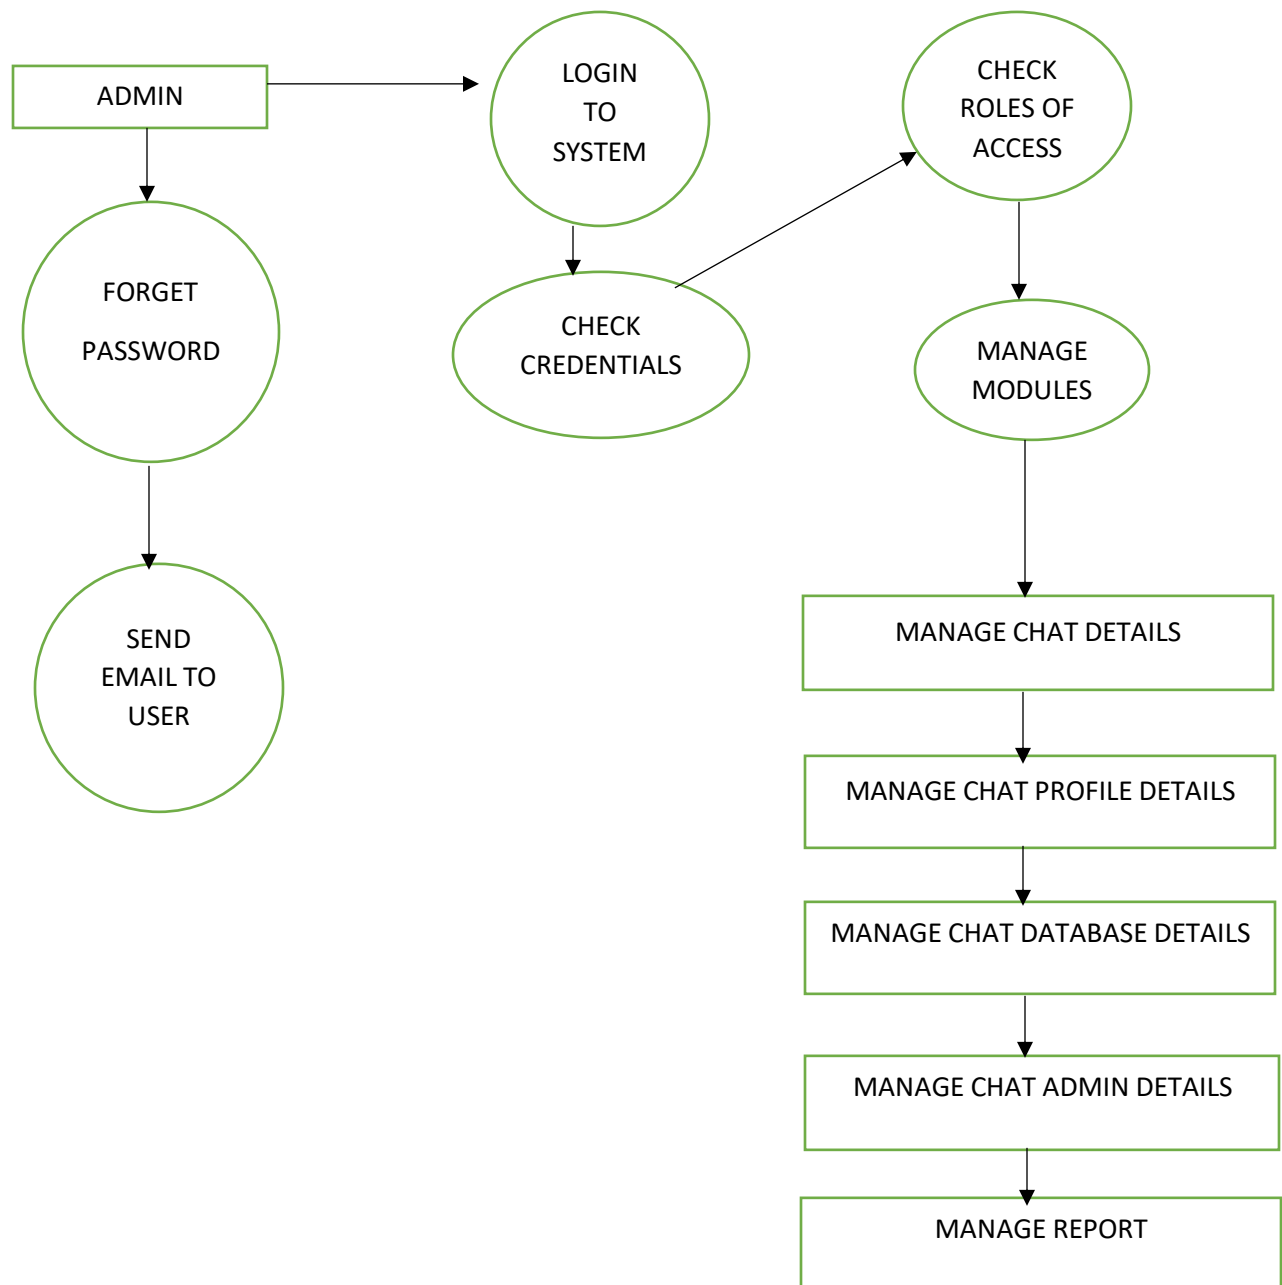 ADMIN
LOGIN
TO
SYSTEM
CHECK
ROLES OF
ACCESS
FORGET
PASSWORD
CHECK
CREDENTIALS
MANAGE
MODULES
SEND
EMAIL TO
USER
MANAGE CHAT DETAILS
MANAGE CHAT PROFILE DETAILS
MANAGE CHAT DATABASE DETAILS
MANAGE CHAT ADMIN DETAILS
MANAGE REPORT